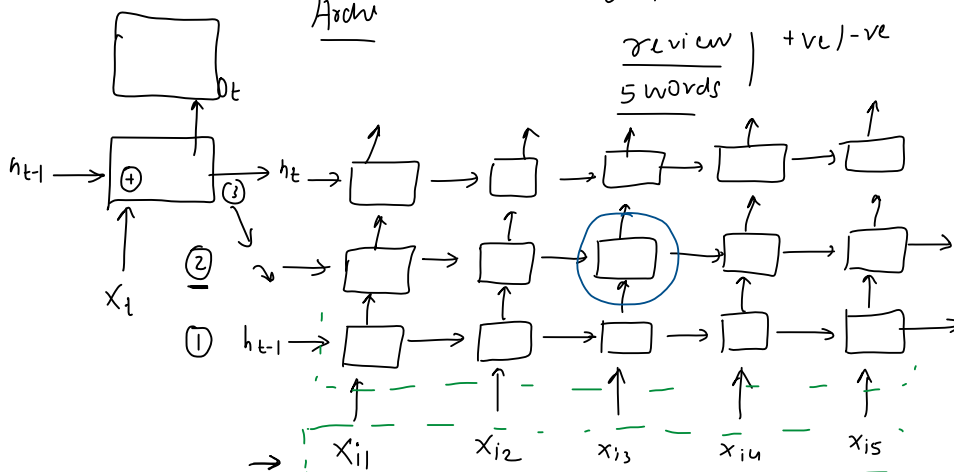 Archi
review | +ve/-ve
5 words
Ot
ht-1
+
ht
3
2
Xt
1
ht-1
Xi1
Xi2
xi3
xi4
xi5